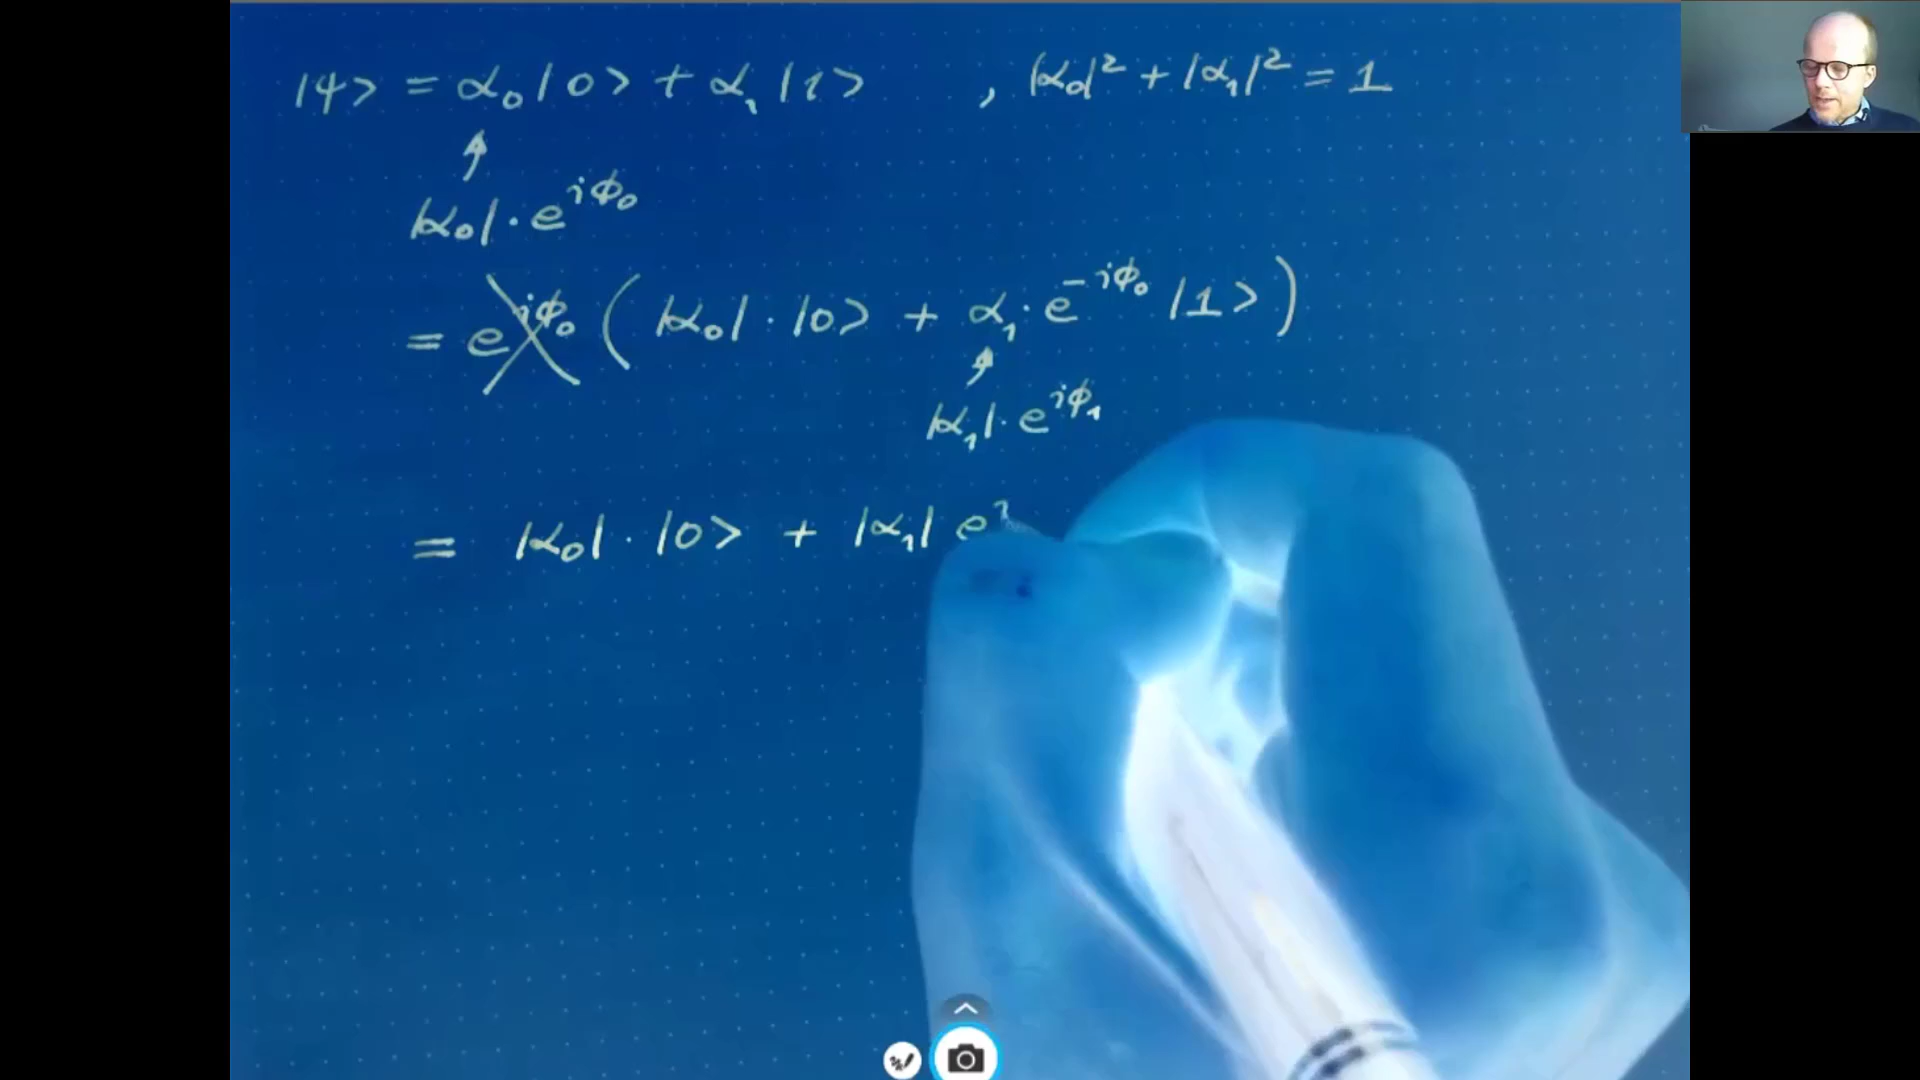 |ψ> = α₀|0> + α₁|1> , |α₀|² + |α₁|² = 1
|α₀| · e^{iϕ₀}
= e^{iϕ₀} ( |α₀| · |0> + α₁ · e^{-iϕ₀} |1> )
|α₁| · e^{iϕ₁}
= |α₀| · |0> + |α₁| e